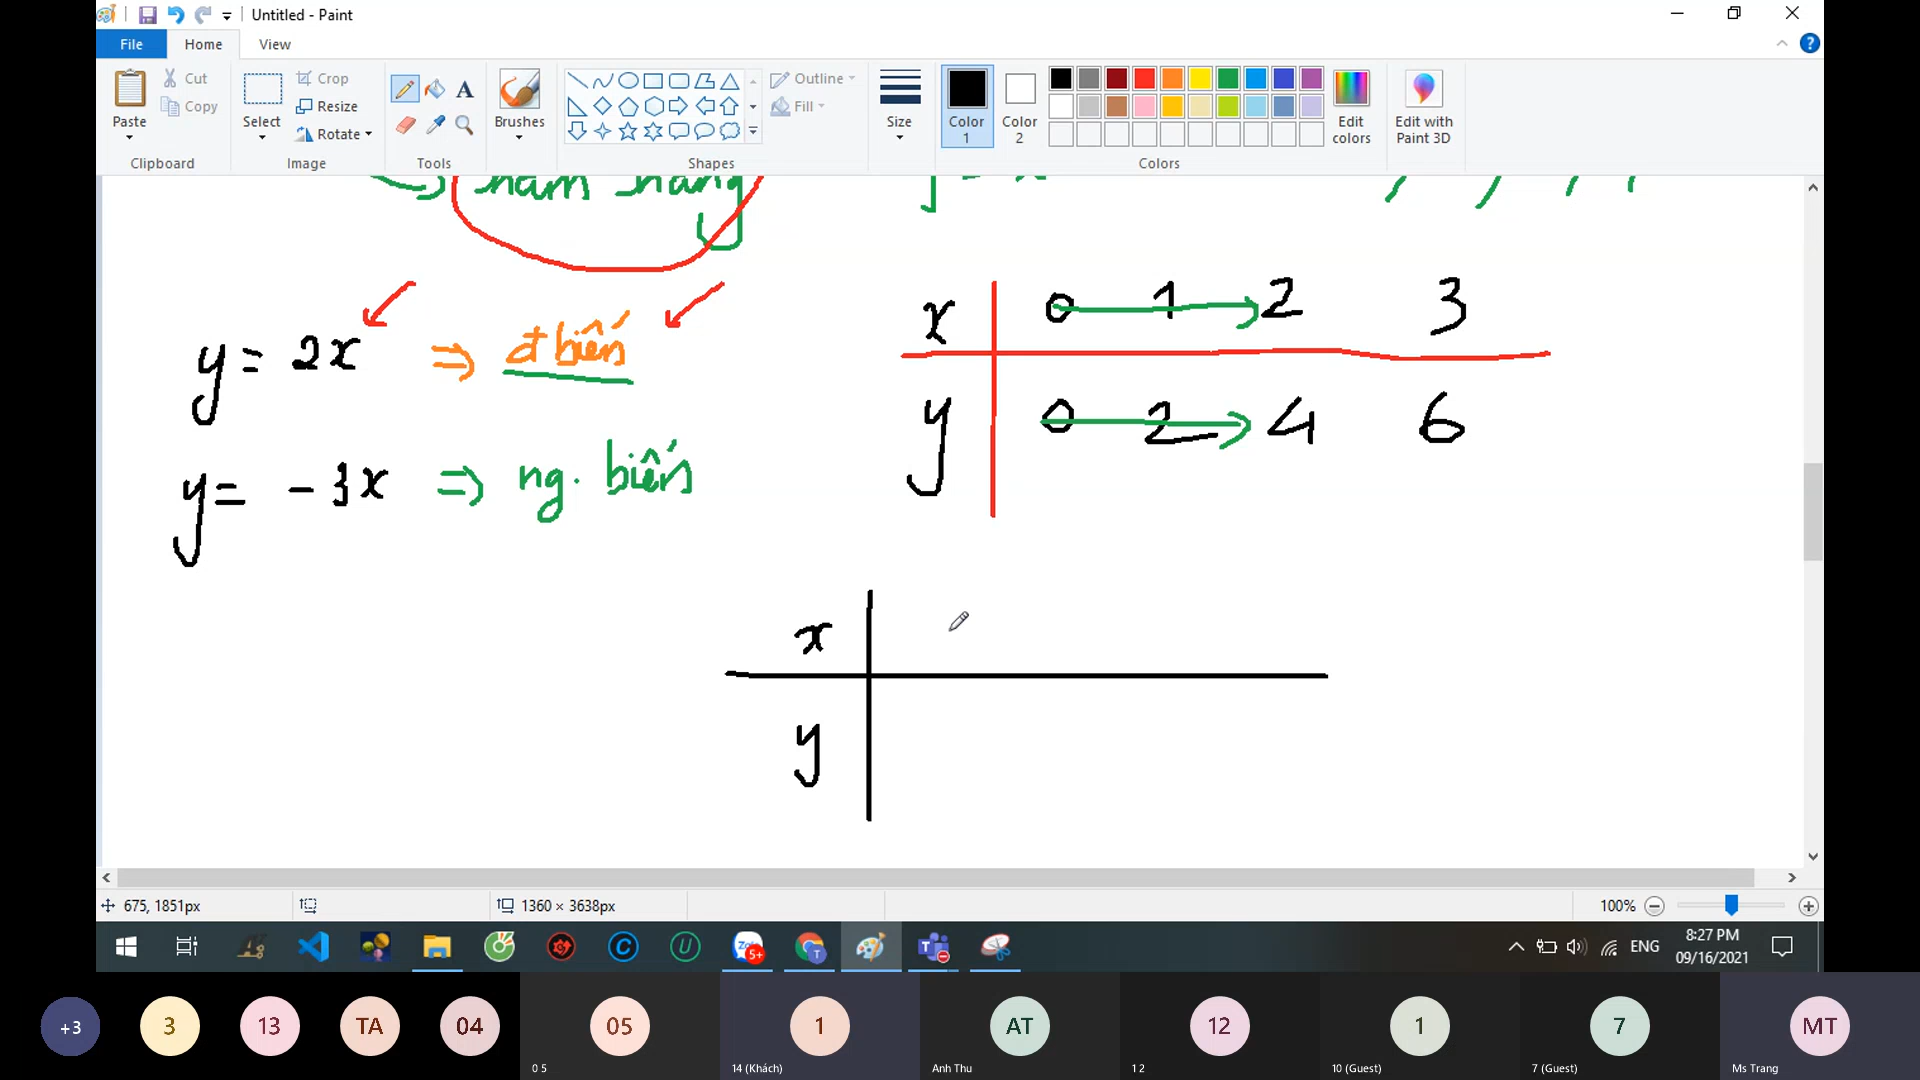 Untitled - Paint
File Home View
Paste Cut Copy Clipboard
Select Crop Resize Rotate Image
Tools
Brushes
Outline Fill Shapes
Size
Color 1 Color 2 Edit colors Colors
Edit with Paint 3D
y = 2x ⇒ đ biến
y = -3x ⇒ ng. biến
x 0 1 2 3
y 0 2 4 6
x
y
675, 1851px 1360 × 3638px 100%
ENG 8:27 PM 09/16/2021
+3 3 13 TA 04 05 1 AT 12 1 7 MT
0 5 14 (Khách) Anh Thu 1 2 10 (Guest) 7 (Guest) Ms Trang